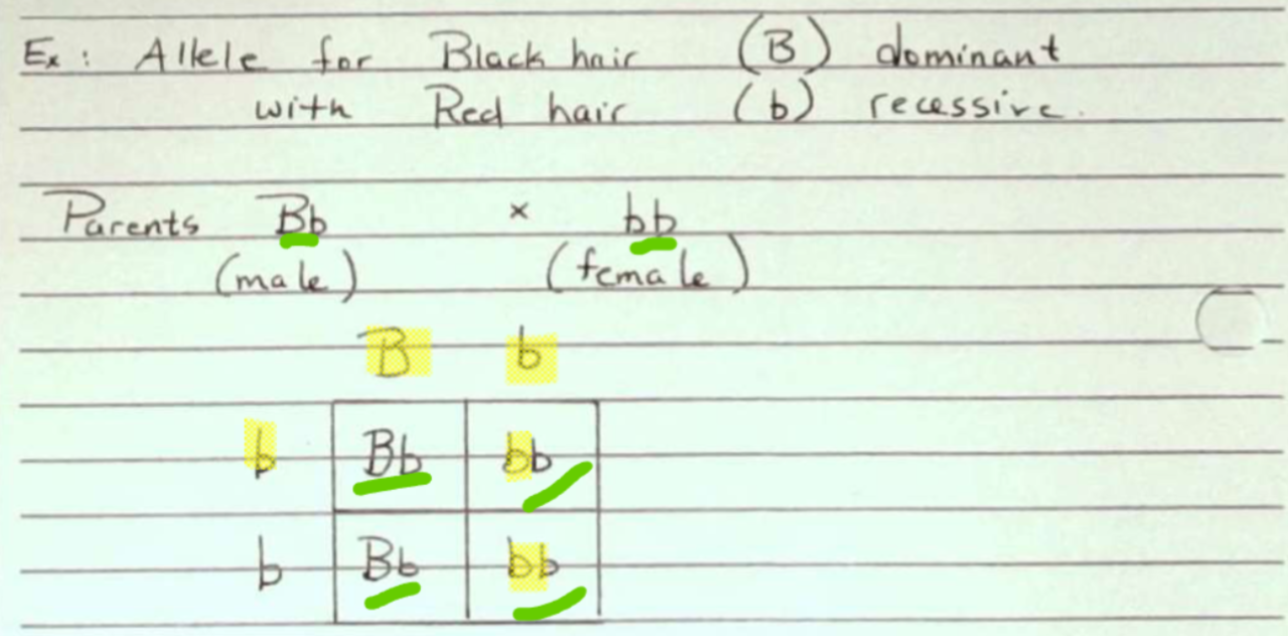 Ex: Allele for Black hair (B) dominant
with Red hair (b) recessive.
Parents Bb × bb
(male) (female)
B b
b Bb bb
b Bb bb